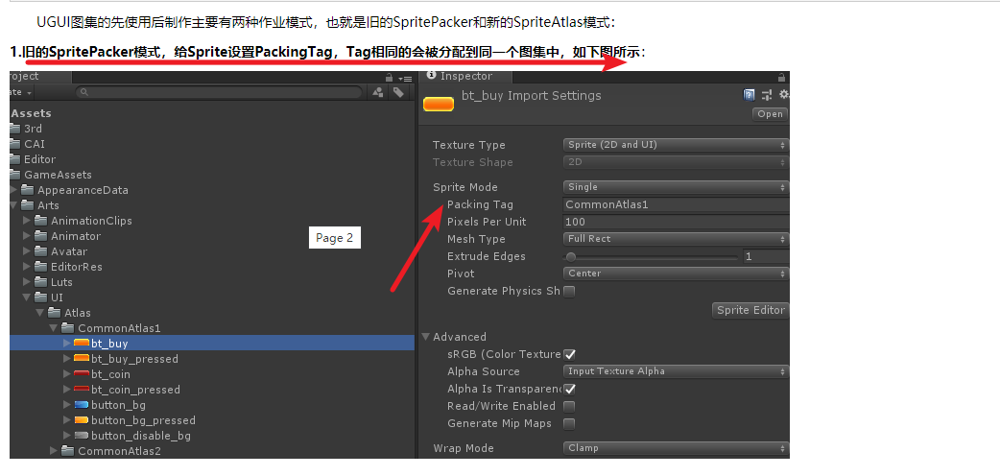 UGUI图集的先使用后制作主要有两种作业模式，也就是旧的SpritePacker和新的SpriteAtlas模式：
1.旧的SpritePacker模式，给Sprite设置PackingTag，Tag相同的会被分配到同一个图集中，如下图所示：
roject
ate
Assets
3rd
CAI
Editor
GameAssets
AppearanceData
Arts
AnimationClips
Animator
Avatar
EditorRes
Luts
UI
Atlas
CommonAtlas1
bt_buy
bt_buy_pressed
bt_coin
bt_coin_pressed
button_bg
button_bg_pressed
button_disable_bg
CommonAtlas2
Page 2
Inspector
bt_buy Import Settings
Open
Texture Type Sprite (2D and UI)
Texture Shape 2D
Sprite Mode Single
Packing Tag CommonAtlas1
Pixels Per Unit 100
Mesh Type Full Rect
Extrude Edges 1
Pivot Center
Generate Physics Sh
Sprite Editor
Advanced
sRGB (Color Texture
Alpha Source Input Texture Alpha
Alpha Is Transparenc
Read/Write Enabled
Generate Mip Maps
Wrap Mode Clamp